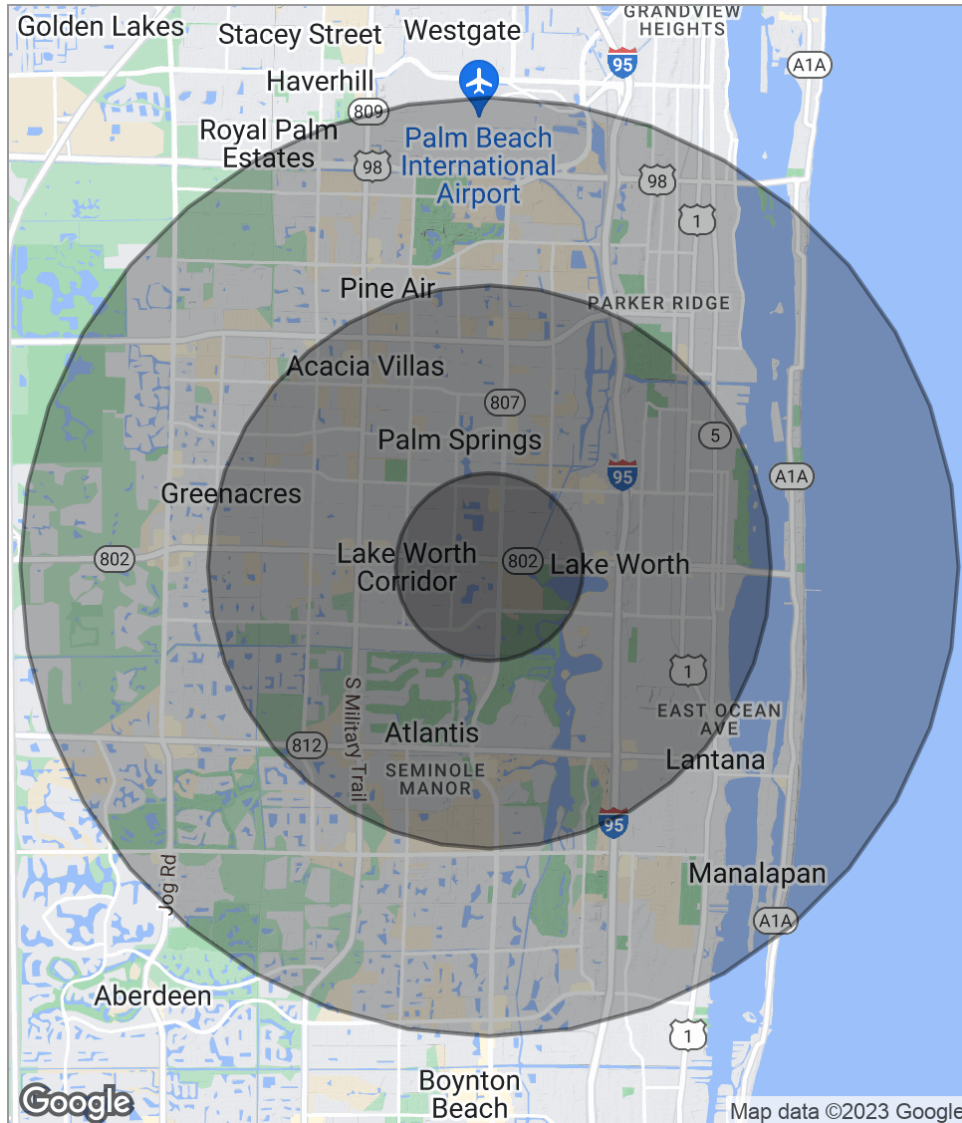 GRANDVIEW
HEIGHTS
Golden Lakes
Stacey Street
Westgate
95
A1A
Haverhill
809
Royal Palm
Estates
Palm Beach
International
Airport
98
98
1
Pine Air
PARKER RIDGE
Acacia Villas
807
5
Palm Springs
95
A1A
Greenacres
802
Lake Worth
Corridor
802
Lake Worth
1
S Military Trail
EAST OCEAN
AVE
Atlantis
812
Lantana
SEMINOLE
MANOR
95
Jog Rd
Manalapan
A1A
Aberdeen
1
Boynton
Beach
Google
Map data ©2023 Google